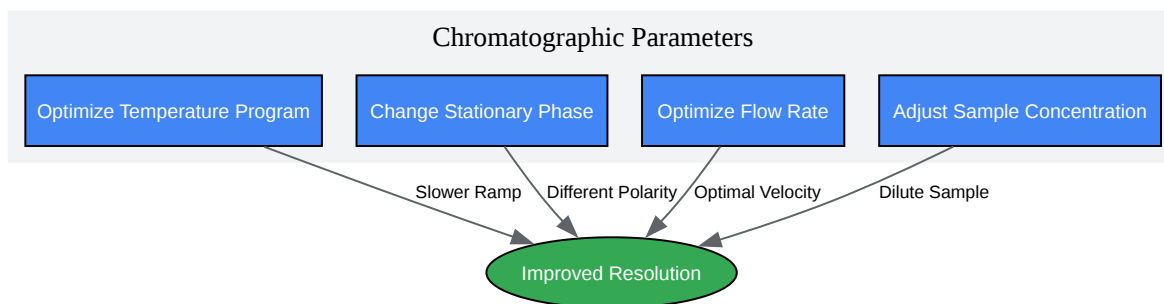 Chromatographic Parameters
Optimize Temperature Program
Change Stationary Phase
Optimize Flow Rate
Adjust Sample Concentration
Slower Ramp
Different Polarity
Optimal Velocity
Dilute Sample
Improved Resolution